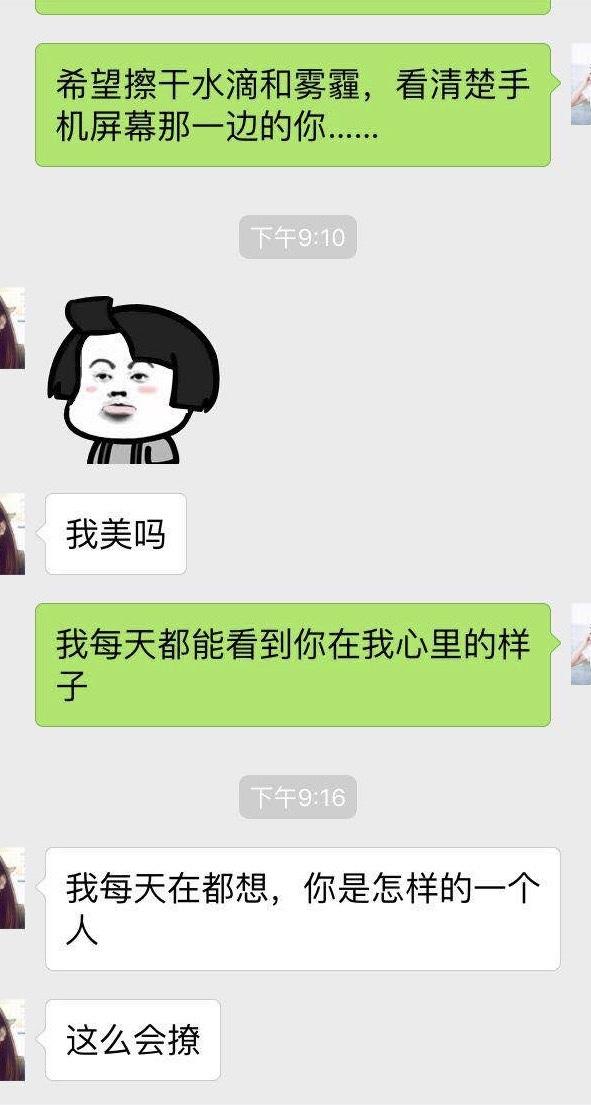 希望擦干水滴和雾霾，看清楚手
机屏幕那一边的你......
下午9:10
我美吗
我每天都能看到你在我心里的样
子
下午9:16
我每天在都想，你是怎样的一个
人
这么会撩